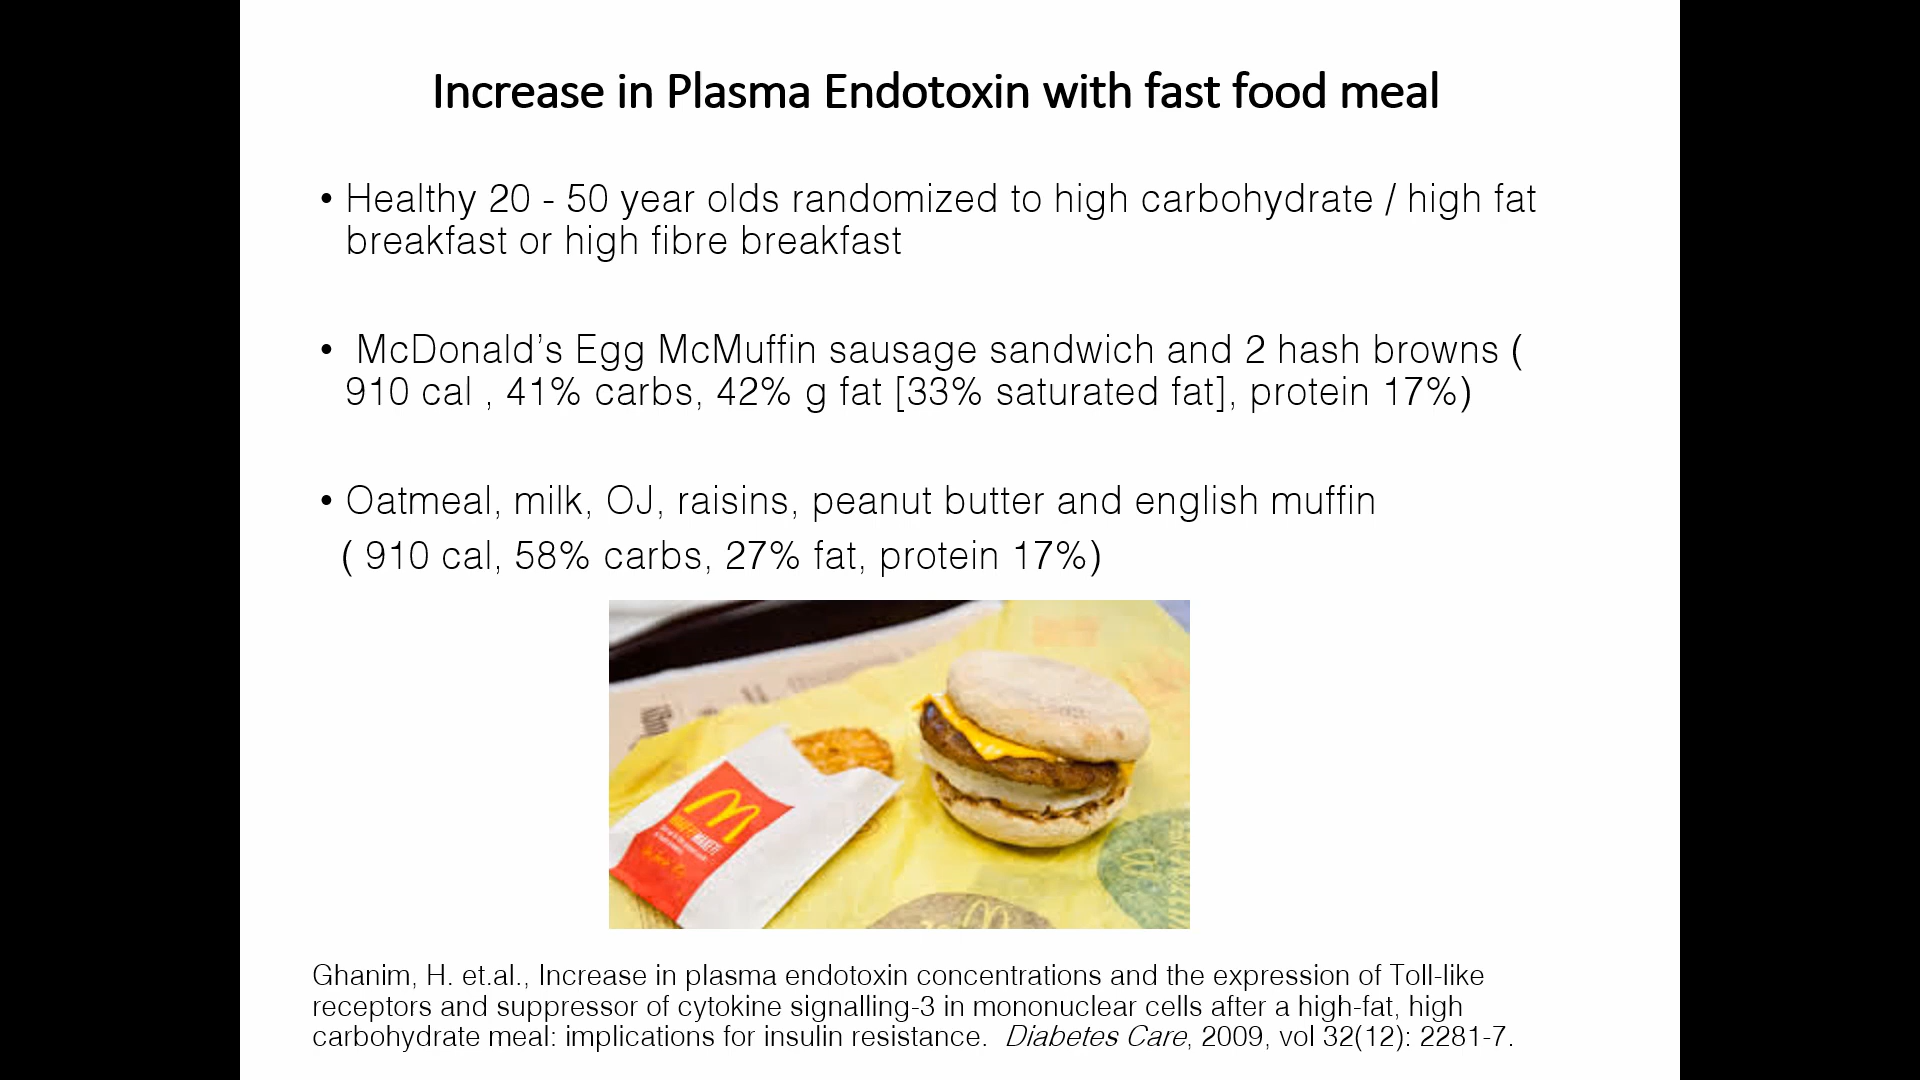 Increase in Plasma Endotoxin with fast food meal
• Healthy 20 - 50 year olds randomized to high carbohydrate / high fat
breakfast or high fibre breakfast
• McDonald's Egg McMuffin sausage sandwich and 2 hash browns (
910 cal , 41% carbs, 42% g fat [33% saturated fat], protein 17%)
• Oatmeal, milk, OJ, raisins, peanut butter and english muffin
( 910 cal, 58% carbs, 27% fat, protein 17%)
Ghanim, H. et.al., Increase in plasma endotoxin concentrations and the expression of Toll-like
receptors and suppressor of cytokine signalling-3 in mononuclear cells after a high-fat, high
carbohydrate meal: implications for insulin resistance. Diabetes Care, 2009, vol 32(12): 2281-7.